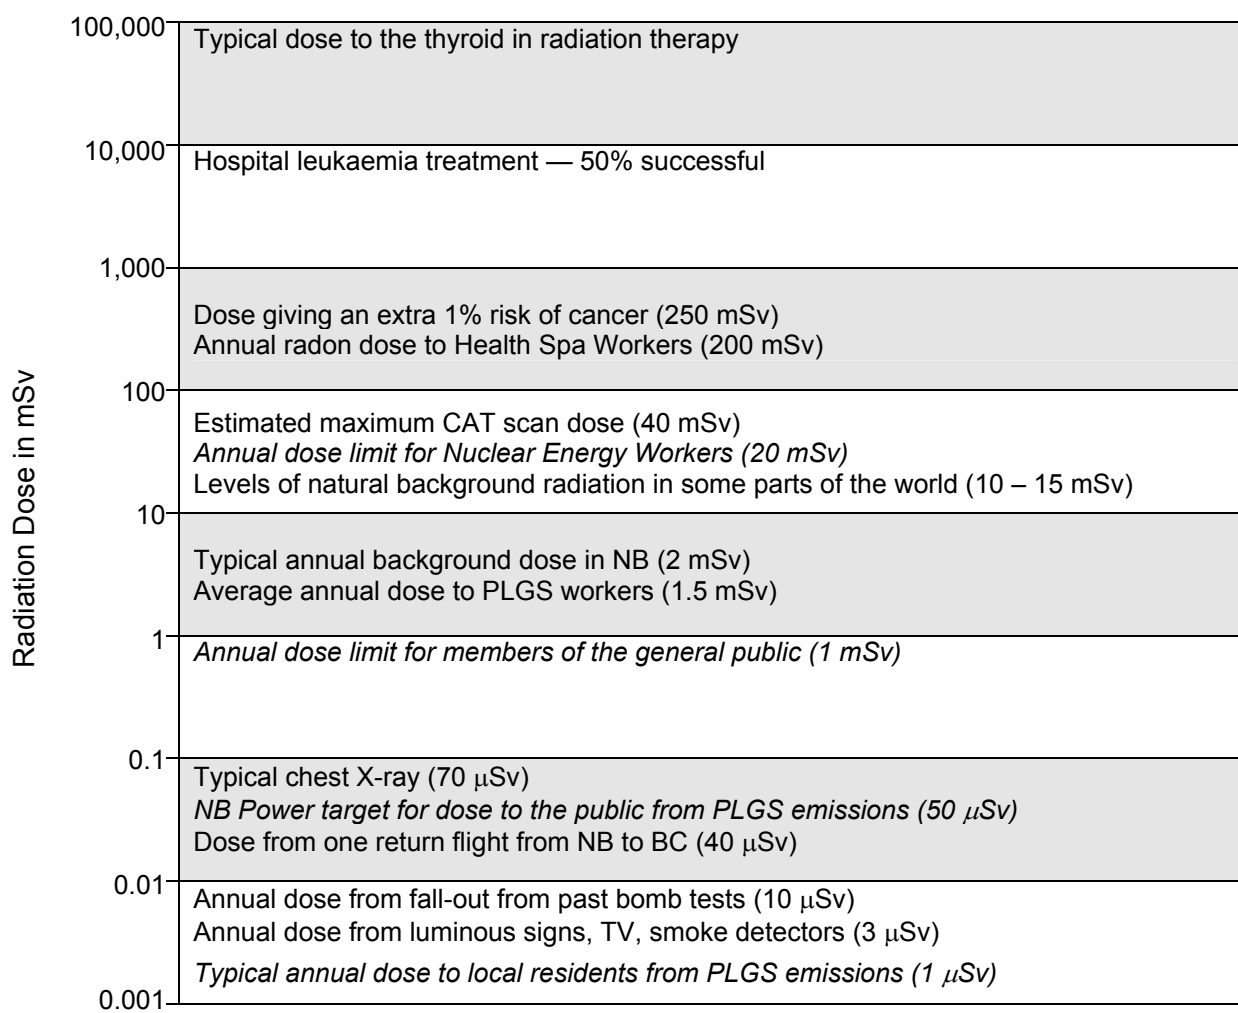 100,000
Typical dose to the thyroid in radiation therapy
10,000
Hospital leukaemia treatment — 50% successful
1,000
Dose giving an extra 1% risk of cancer (250 mSv)
Annual radon dose to Health Spa Workers (200 mSv)
100
Estimated maximum CAT scan dose (40 mSv)
Annual dose limit for Nuclear Energy Workers (20 mSv)
Levels of natural background radiation in some parts of the world (10 – 15 mSv)
10
Typical annual background dose in NB (2 mSv)
Average annual dose to PLGS workers (1.5 mSv)
1
Annual dose limit for members of the general public (1 mSv)
0.1
Typical chest X-ray (70 μSv)
NB Power target for dose to the public from PLGS emissions (50 μSv)
Dose from one return flight from NB to BC (40 μSv)
0.01
Annual dose from fall-out from past bomb tests (10 μSv)
Annual dose from luminous signs, TV, smoke detectors (3 μSv)
Typical annual dose to local residents from PLGS emissions (1 μSv)
0.001
Radiation Dose in mSv